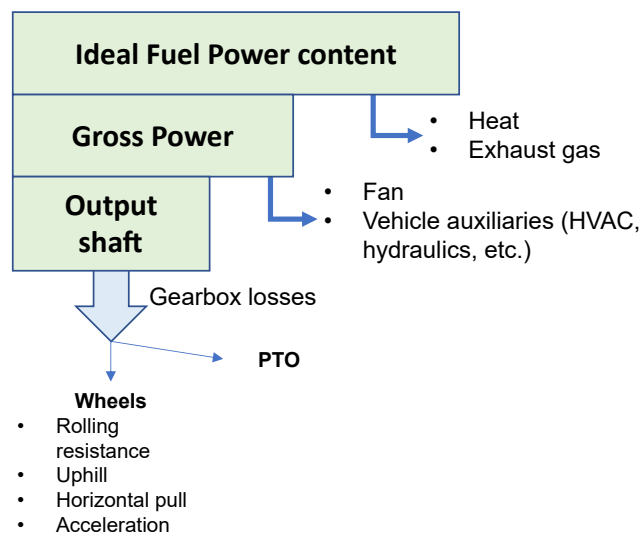 Ideal Fuel Power content
Gross Power
• Heat
• Exhaust gas
Output
shaft
• Fan
• Vehicle auxiliaries (HVAC,
hydraulics, etc.)
Gearbox losses
PTO
Wheels
• Rolling
resistance
• Uphill
• Horizontal pull
• Acceleration